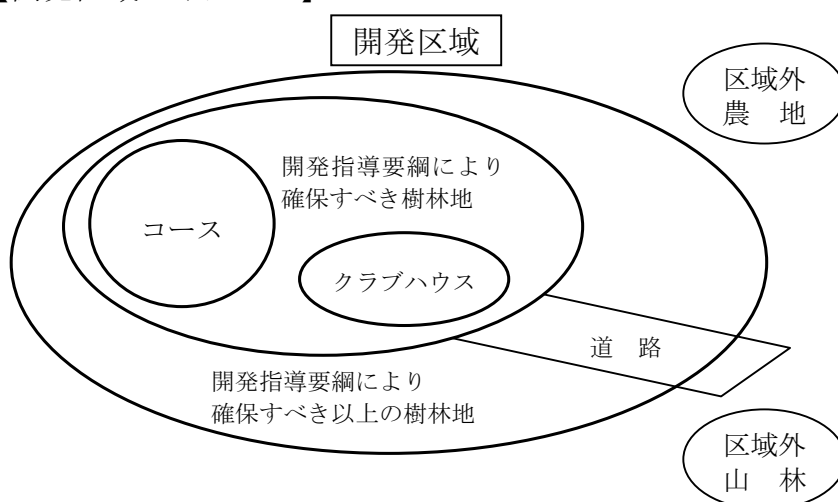 開発区域
区域外
農 地
開発指導要綱により
確保すべき樹林地
コース
クラブハウス
道 路
開発指導要綱により
確保すべき以上の樹林地
区域外
山 林